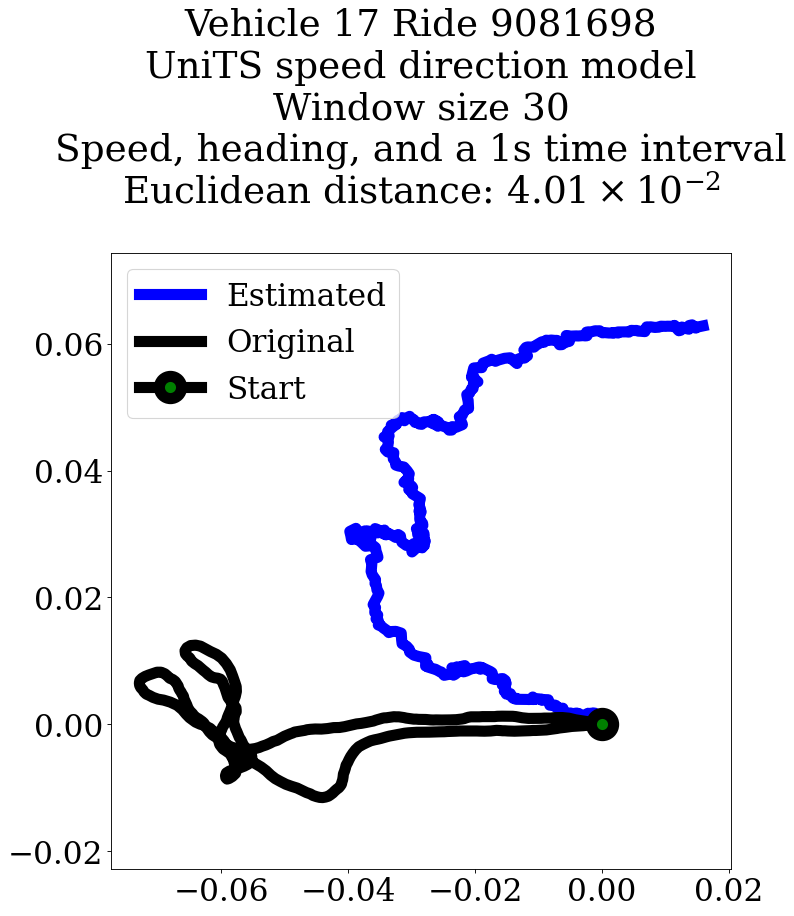 Vehicle 17 Ride 9081698
UniTS speed direction model
Window size 30
Speed, heading, and a 1s time interval
Euclidean distance: 4.01 × 10⁻²
Estimated
Original
Start
0.06
0.04
0.02
0.00
−0.02
−0.06 −0.04 −0.02 0.00 0.02